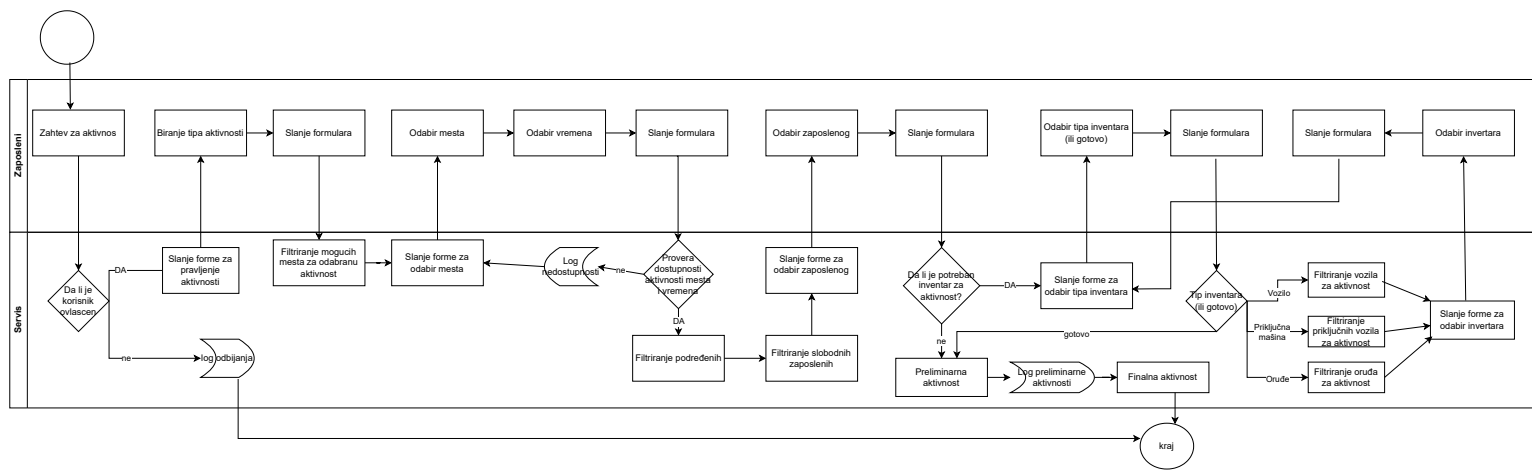 Zaposleni
Zahtev za aktivnos
Biranje tipa aktivnosti
Slanje formulara
Odabir mesta
Odabir vremena
Slanje formulara
Odabir zaposlenog
Slanje formulara
Odabir tipa inventara
(ili gotovo)
Slanje formulara
Slanje formulara
Odabir invertara
Servis
Da li je
korisnik
ovlascen
DA
ne
Slanje forme za
pravljenje
aktivnosti
log odbijanja
Filtriranje mogucih
mesta za odabranu
aktivnost
Slanje forme za
odabir mesta
Log
nedostupnosti
ne
Provera
dostupnosti
aktivnosti mesta
i vremena
DA
Filtriranje podređenih
Filtriranje slobodnih
zaposlenih
Slanje forme za
odabir zaposlenog
Da li je potreban
inventar za
aktivnost?
DA
ne
Slanje forme za
odabir tipa inventara
Tip inventara
(ili gotovo)
gotovo
Vozilo
Priključna
mašina
Oruđe
Filtriranje vozila
za aktivnost
Filtriranje
priključnih vozila
za aktivnost
Filtriranje oruđa
za aktivnost
Slanje forme za
odabir invertara
Preliminarna
aktivnost
Log preliminarne
aktivnosti
Finalna aktivnost
kraj